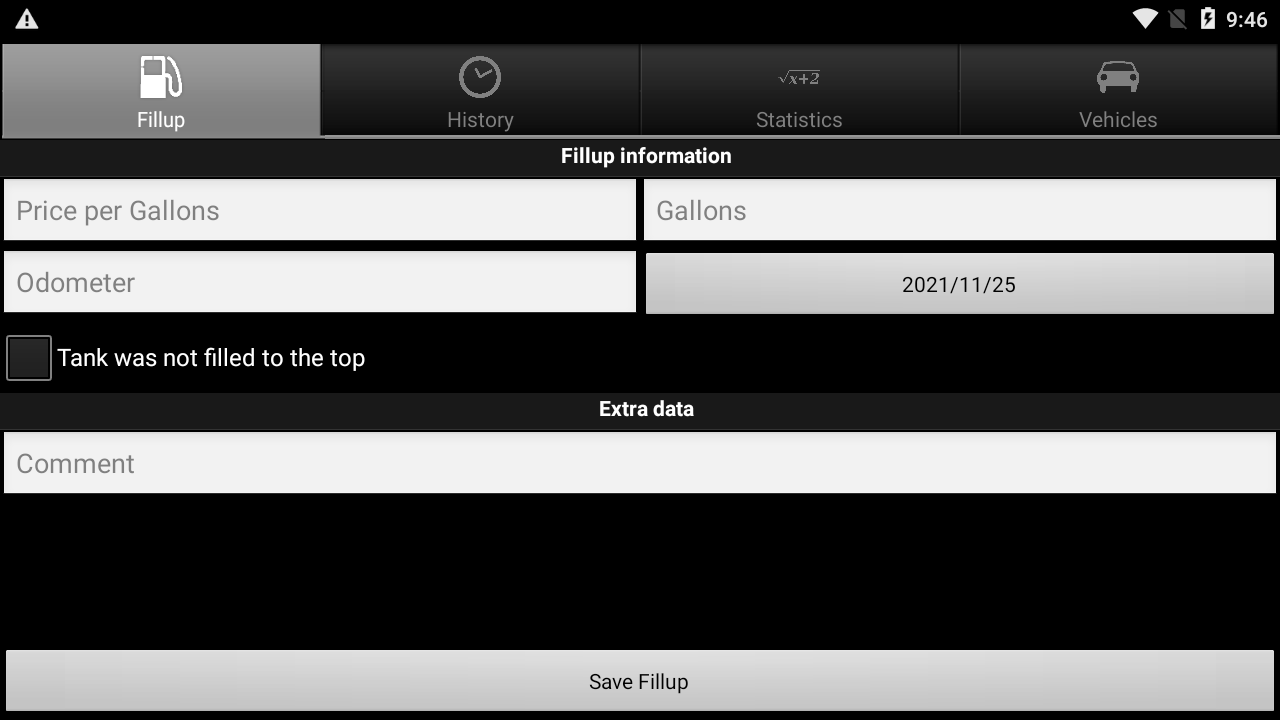 9:46
Fillup
History
√x+2
Statistics
Vehicles
Fillup information
Price per Gallons
Gallons
Odometer
2021/11/25
Tank was not filled to the top
Extra data
Comment
Save Fillup